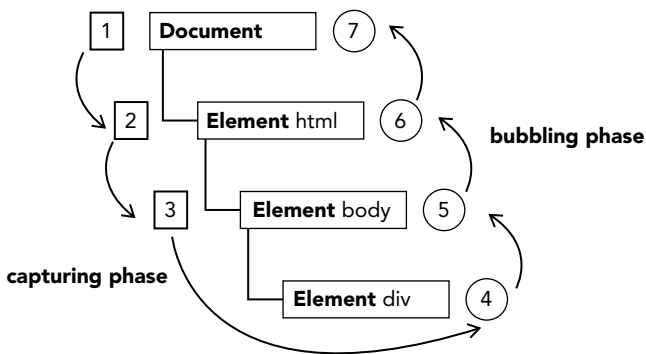 1 Document 7
2 Element html 6
bubbling phase
3 Element body 5
capturing phase
Element div 4